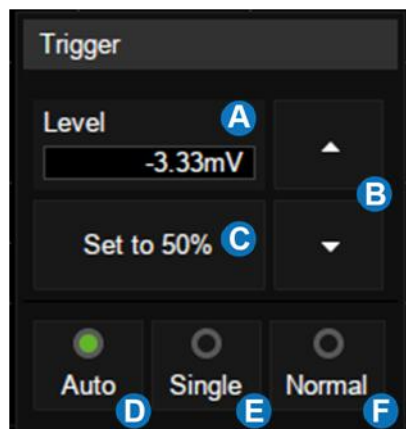 Trigger
Level A
-3.33mV
B
Set to 50% C
Auto Single Normal
D E F